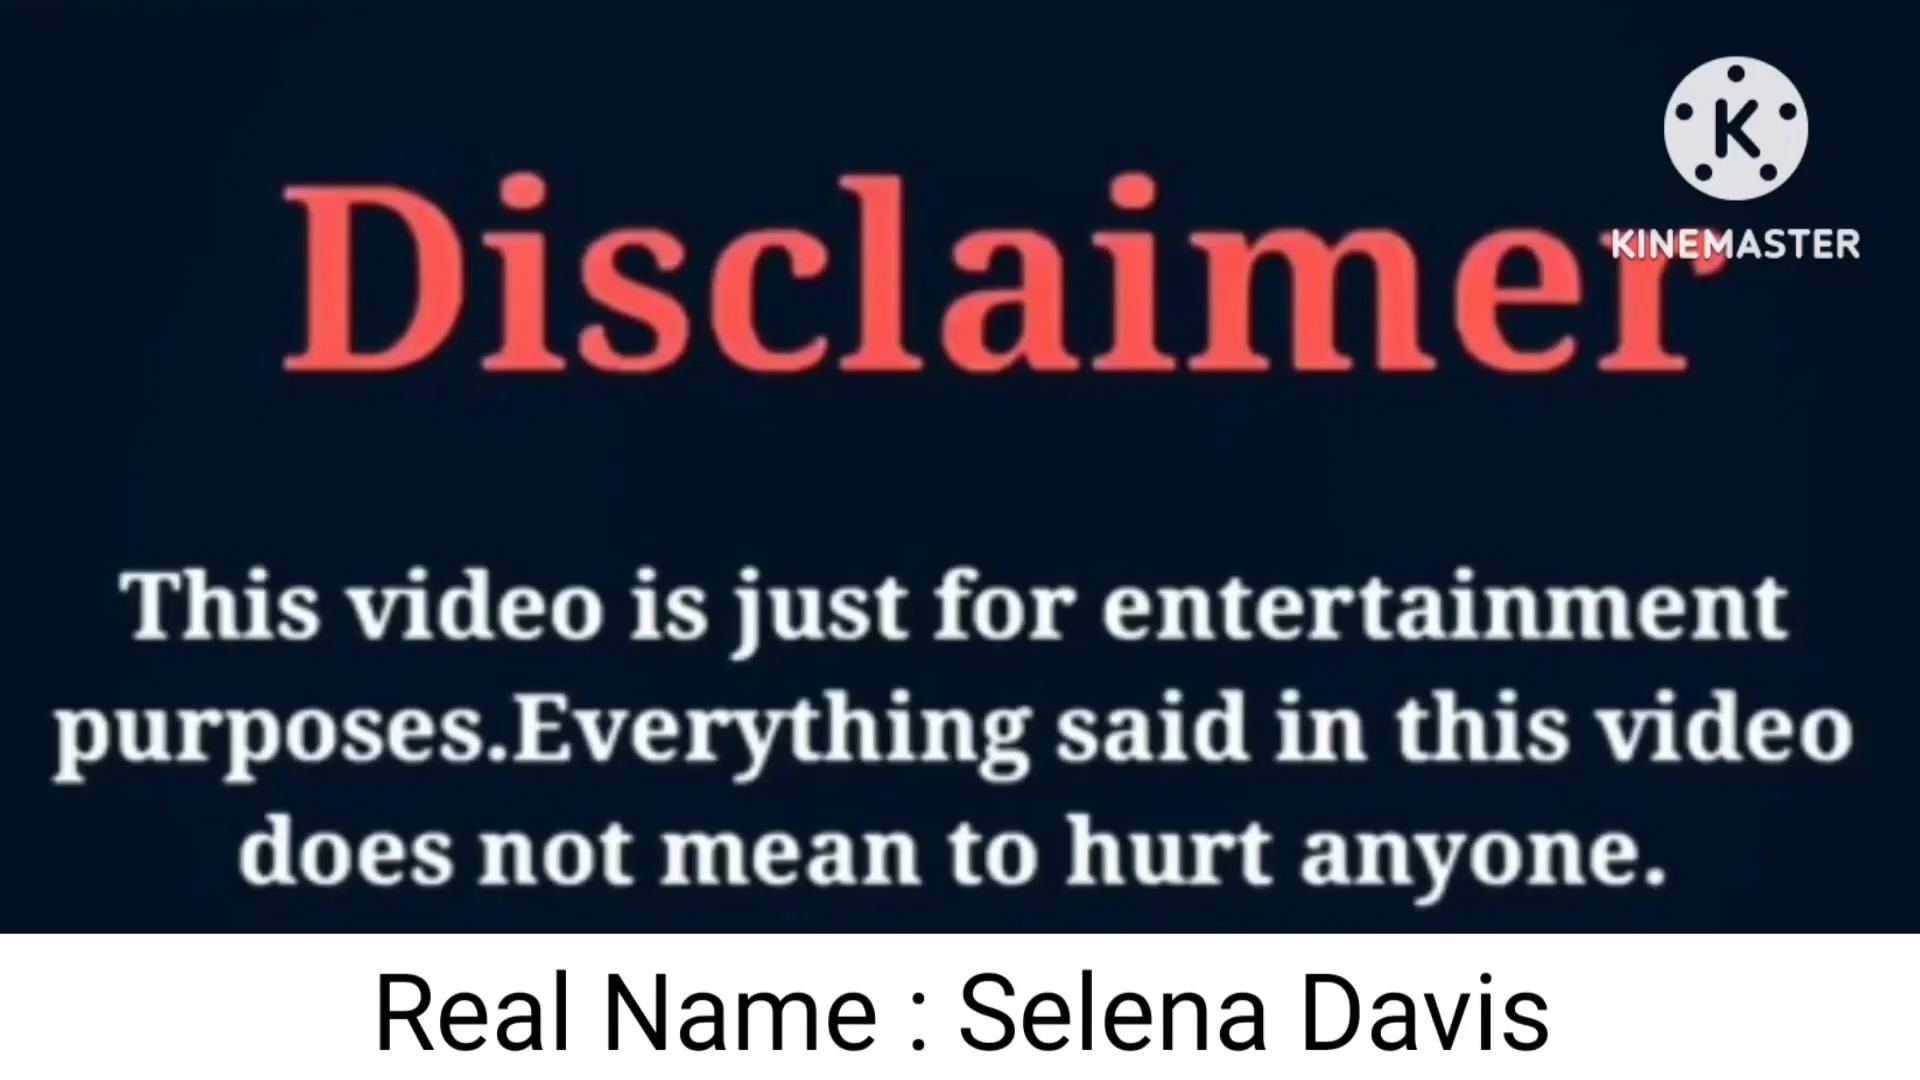 K
KINEMASTER
Disclaimer
This video is just for entertainment
purposes.Everything said in this video
does not mean to hurt anyone.
Real Name : Selena Davis